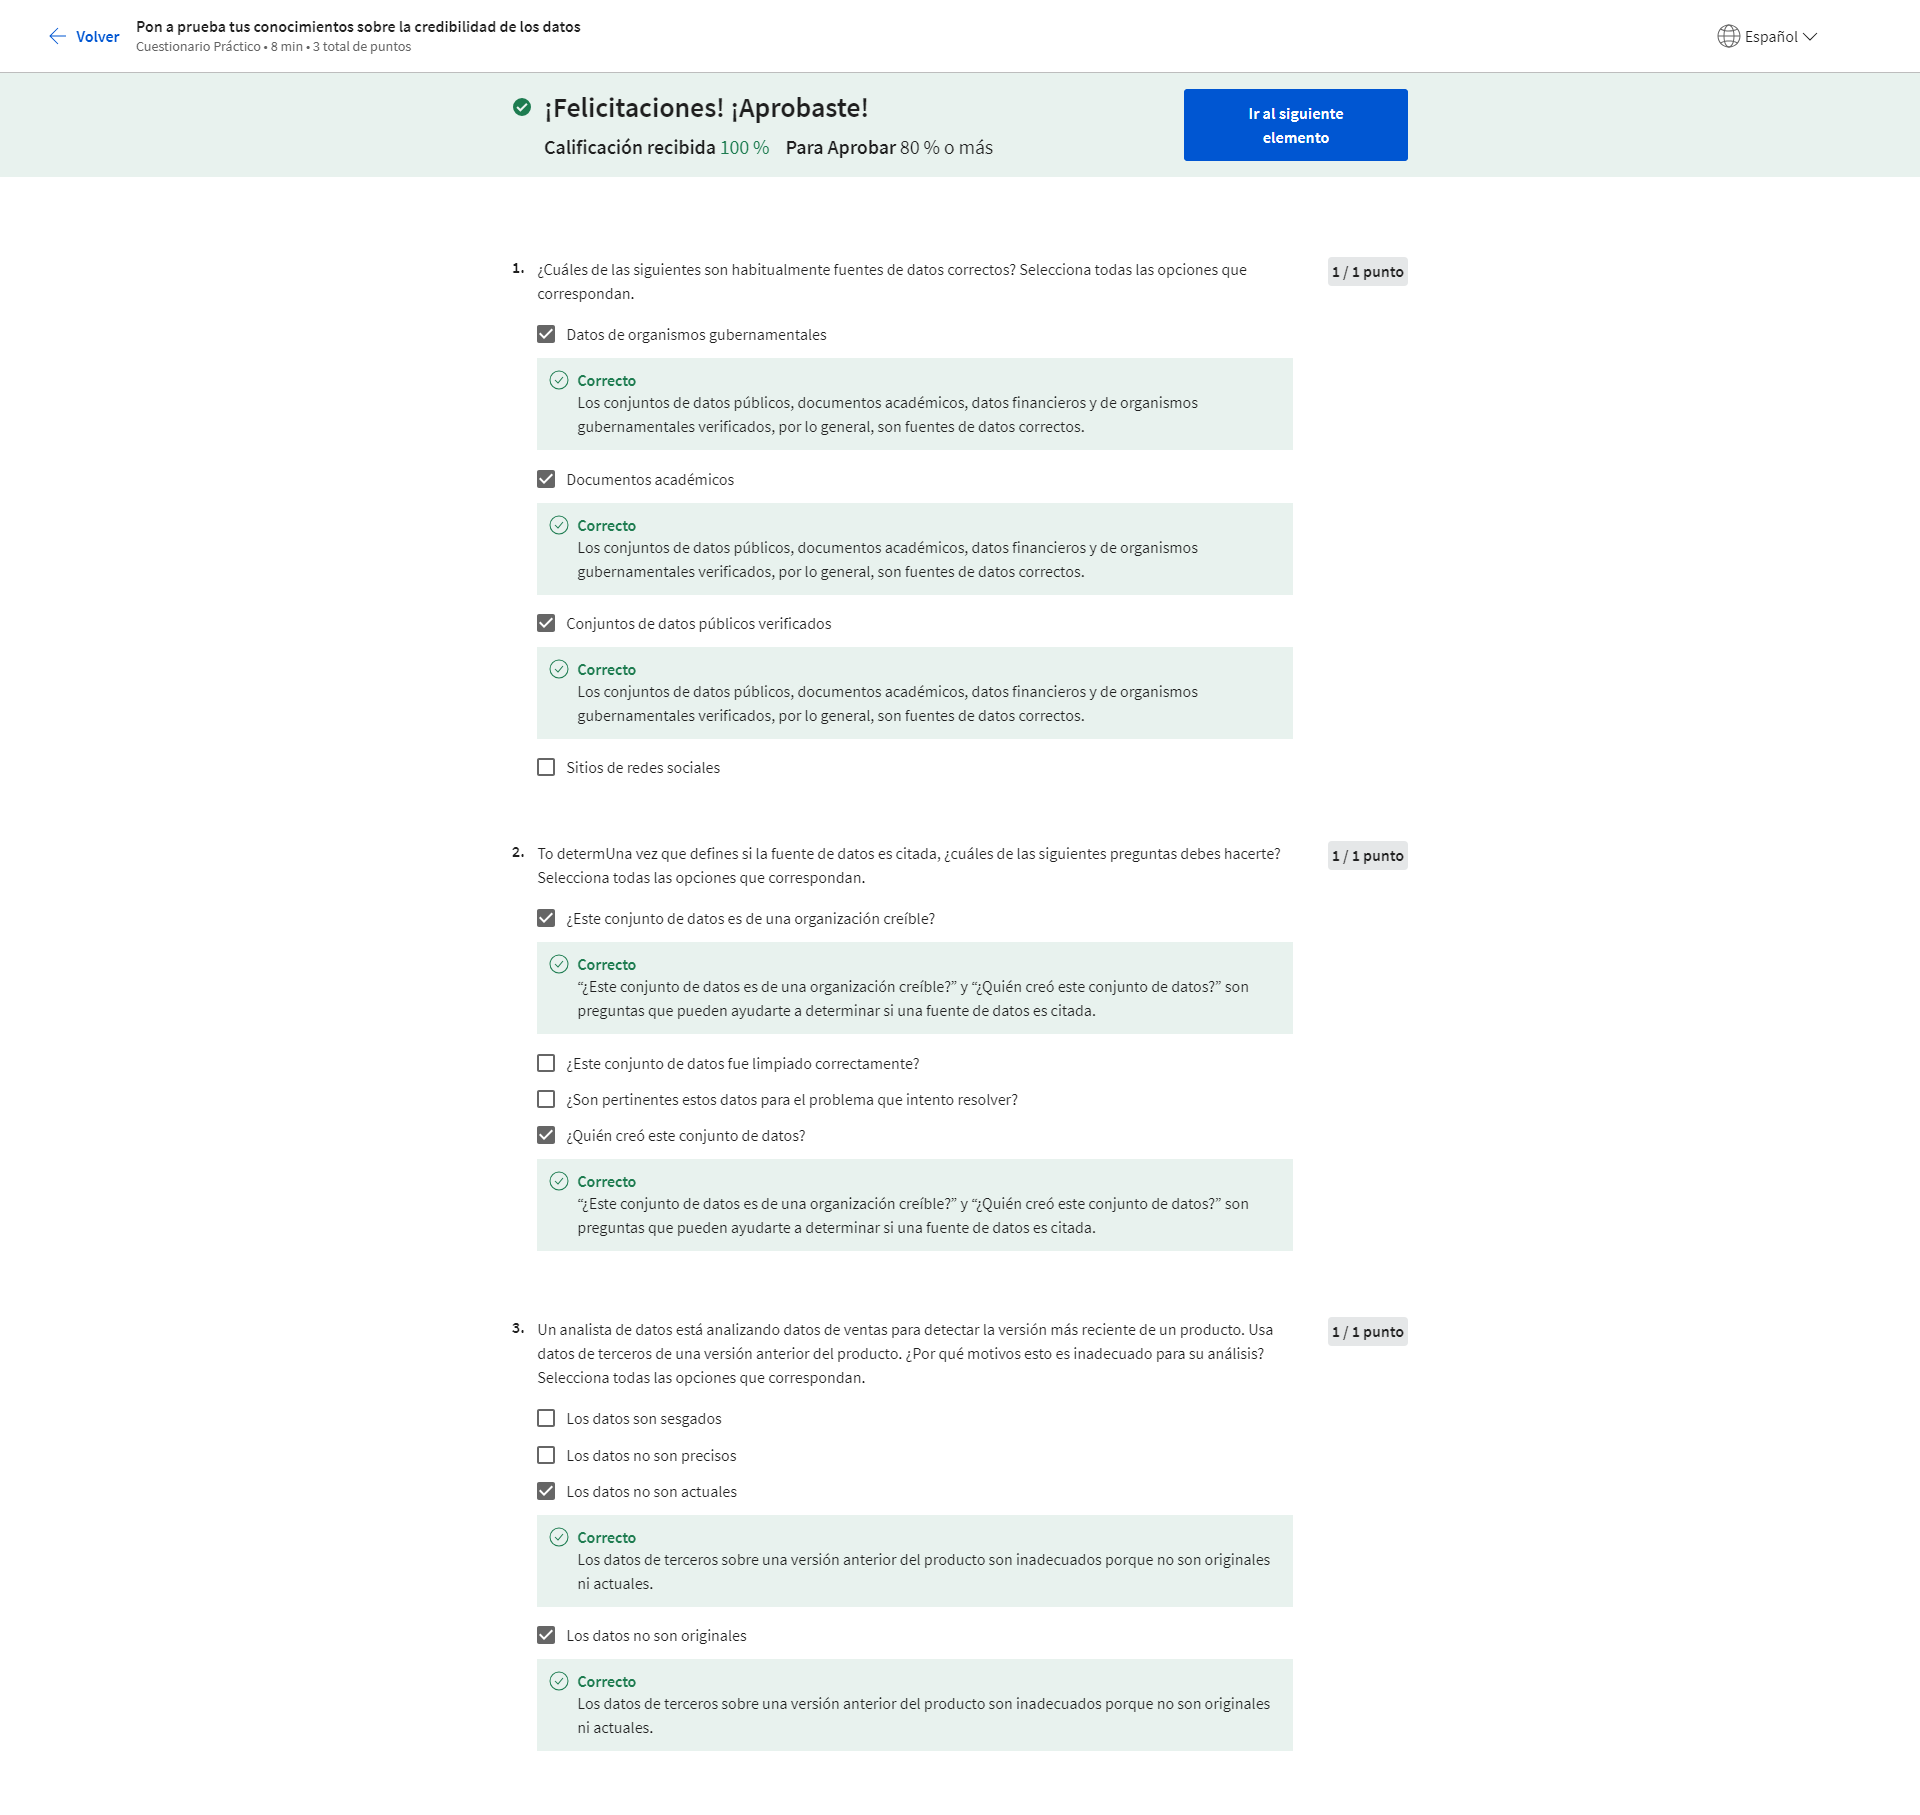 Volver
Pon a prueba tus conocimientos sobre la credibilidad de los datos
Cuestionario Práctico • 8 min • 3 total de puntos
Español
¡Felicitaciones! ¡Aprobaste!
Calificación recibida 100 % Para Aprobar 80 % o más
Ir al siguiente
elemento
1. ¿Cuáles de las siguientes son habitualmente fuentes de datos correctos? Selecciona todas las opciones que
correspondan.
1 / 1 punto
Datos de organismos gubernamentales
Correcto
Los conjuntos de datos públicos, documentos académicos, datos financieros y de organismos
gubernamentales verificados, por lo general, son fuentes de datos correctos.
Documentos académicos
Correcto
Los conjuntos de datos públicos, documentos académicos, datos financieros y de organismos
gubernamentales verificados, por lo general, son fuentes de datos correctos.
Conjuntos de datos públicos verificados
Correcto
Los conjuntos de datos públicos, documentos académicos, datos financieros y de organismos
gubernamentales verificados, por lo general, son fuentes de datos correctos.
Sitios de redes sociales
2. To determUna vez que defines si la fuente de datos es citada, ¿cuáles de las siguientes preguntas debes hacerte?
Selecciona todas las opciones que correspondan.
1 / 1 punto
¿Este conjunto de datos es de una organización creíble?
Correcto
“¿Este conjunto de datos es de una organización creíble?” y “¿Quién creó este conjunto de datos?” son
preguntas que pueden ayudarte a determinar si una fuente de datos es citada.
¿Este conjunto de datos fue limpiado correctamente?
¿Son pertinentes estos datos para el problema que intento resolver?
¿Quién creó este conjunto de datos?
Correcto
“¿Este conjunto de datos es de una organización creíble?” y “¿Quién creó este conjunto de datos?” son
preguntas que pueden ayudarte a determinar si una fuente de datos es citada.
3. Un analista de datos está analizando datos de ventas para detectar la versión más reciente de un producto. Usa
datos de terceros de una versión anterior del producto. ¿Por qué motivos esto es inadecuado para su análisis?
Selecciona todas las opciones que correspondan.
1 / 1 punto
Los datos son sesgados
Los datos no son precisos
Los datos no son actuales
Correcto
Los datos de terceros sobre una versión anterior del producto son inadecuados porque no son originales
ni actuales.
Los datos no son originales
Correcto
Los datos de terceros sobre una versión anterior del producto son inadecuados porque no son originales
ni actuales.